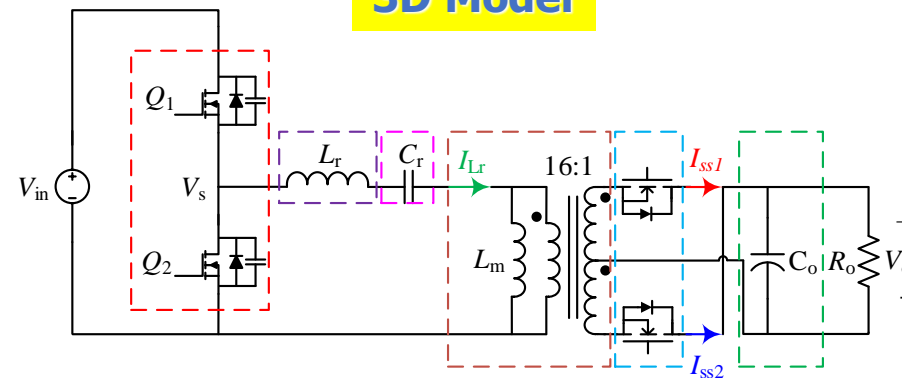 3D Model
Q1
Lr
Cr
ILr
16:1
Iss1
Vin
Vs
Q2
Lm
Co
Ro
Iss2